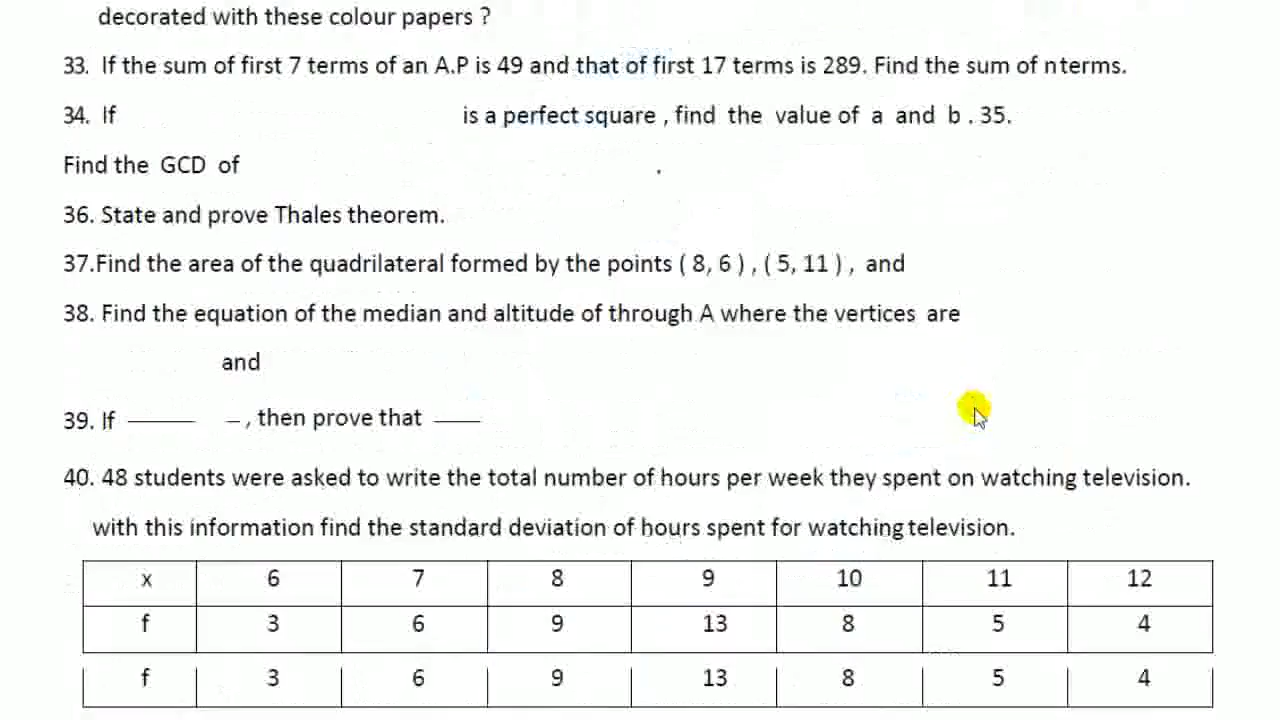 decorated with these colour papers ?
33. If the sum of first 7 terms of an A.P is 49 and that of first 17 terms is 289. Find the sum of n terms.
34. If is a perfect square , find the value of a and b . 35.
Find the GCD of .
36. State and prove Thales theorem.
37.Find the area of the quadrilateral formed by the points ( 8, 6 ) , ( 5, 11 ) , and
38. Find the equation of the median and altitude of through A where the vertices are
and
39. If —— – , then prove that ——
40. 48 students were asked to write the total number of hours per week they spent on watching television.
with this information find the standard deviation of hours spent for watching television.
x 6 7 8 9 10 11 12
f 3 6 9 13 8 5 4
f 3 6 9 13 8 5 4